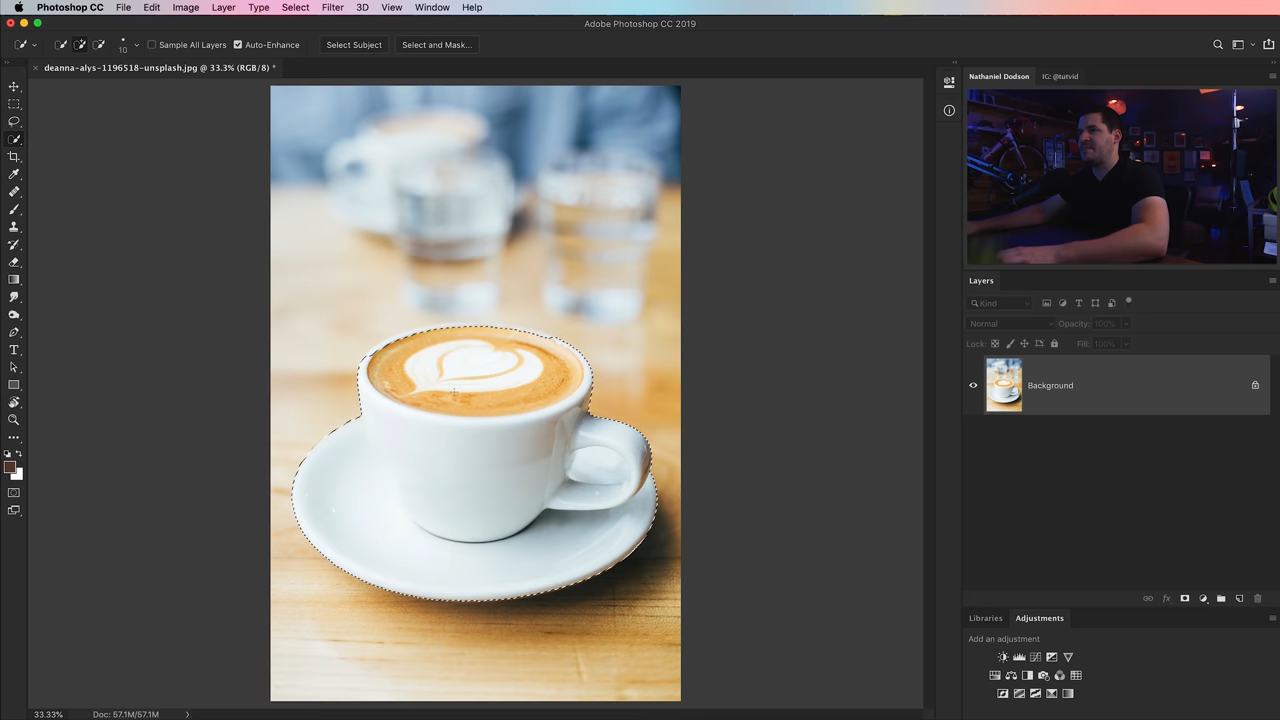 Photoshop CC File Edit Image Layer Type Select Filter 3D View Window Help
Adobe Photoshop CC 2019
10 Sample All Layers Auto-Enhance Select Subject Select and Mask...
deanna-alys-1196518-unsplash.jpg @ 33.3% (RGB/8) *
Nathaniel Dodson IG: @tutvid
Layers
Kind
Normal Opacity: 100%
Lock: Fill: 100%
Background
Libraries Adjustments
Add an adjustment
33.33% Doc: 57.1M/57.1M